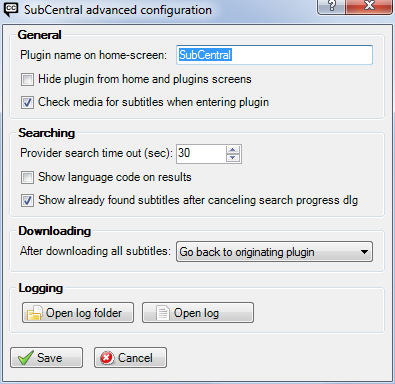 SubCentral advanced configuration
General
Plugin name on home-screen: SubCentral
Hide plugin from home and plugins screens
Check media for subtitles when entering plugin
Searching
Provider search time out (sec): 30
Show language code on results
Show already found subtitles after canceling search progress dlg
Downloading
After downloading all subtitles: Go back to originating plugin
Logging
Open log folder Open log
Save Cancel